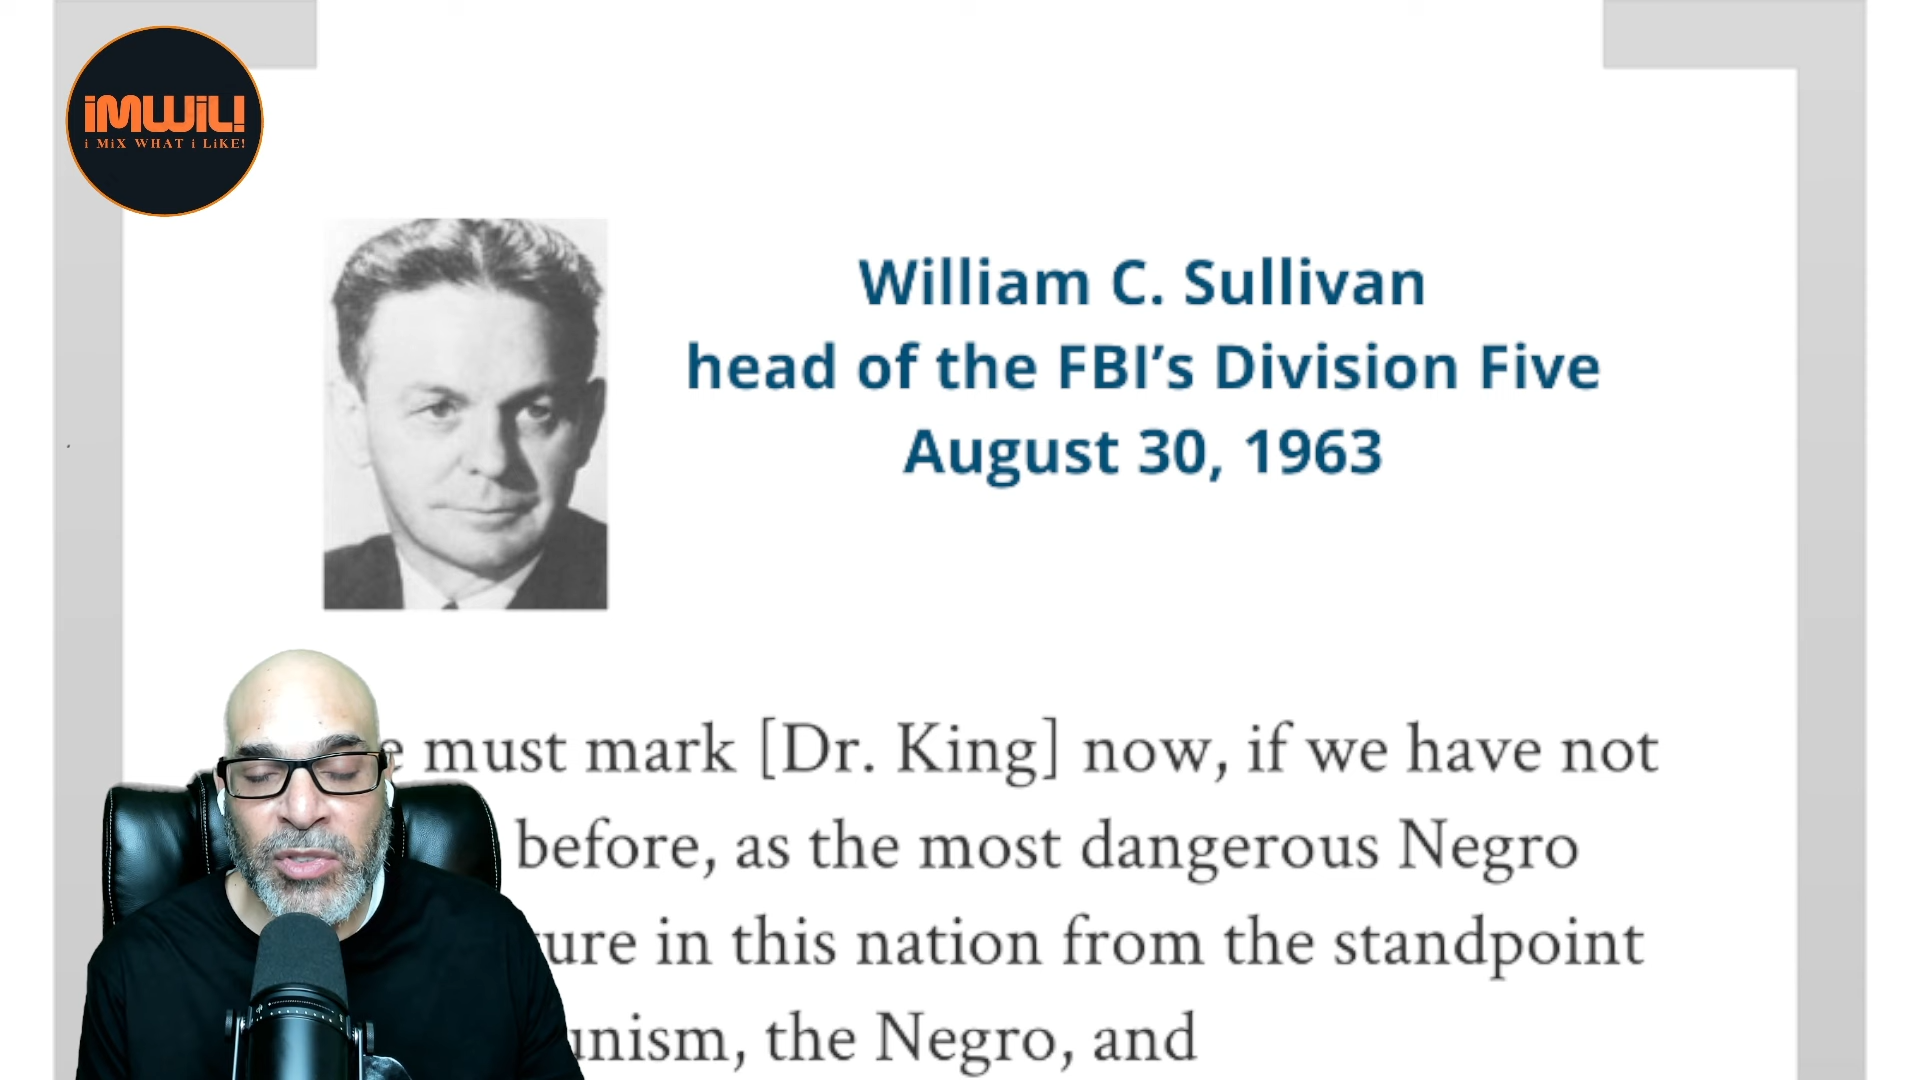 iMWiL!
i MiX WHAT i LiKE!
William C. Sullivan
head of the FBI’s Division Five
August 30, 1963
must mark [Dr. King] now, if we have not
before, as the most dangerous Negro
in this nation from the standpoint
the Negro, and